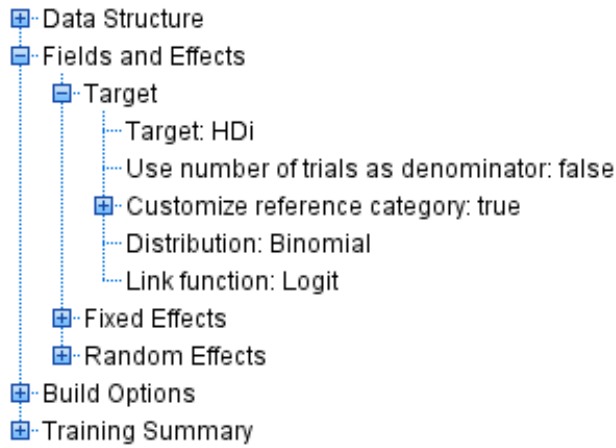 Data Structure
Fields and Effects
Target
Target: HDi
Use number of trials as denominator: false
Customize reference category: true
Distribution: Binomial
Link function: Logit
Fixed Effects
Random Effects
Build Options
Training Summary